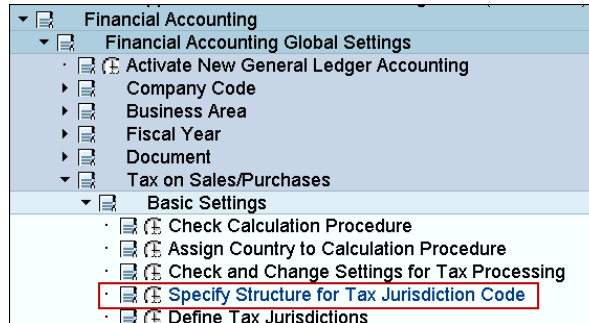 Financial Accounting
Financial Accounting Global Settings
Activate New General Ledger Accounting
Company Code
Business Area
Fiscal Year
Document
Tax on Sales/Purchases
Basic Settings
Check Calculation Procedure
Assign Country to Calculation Procedure
Check and Change Settings for Tax Processing
Specify Structure for Tax Jurisdiction Code
Define Tax Jurisdictions